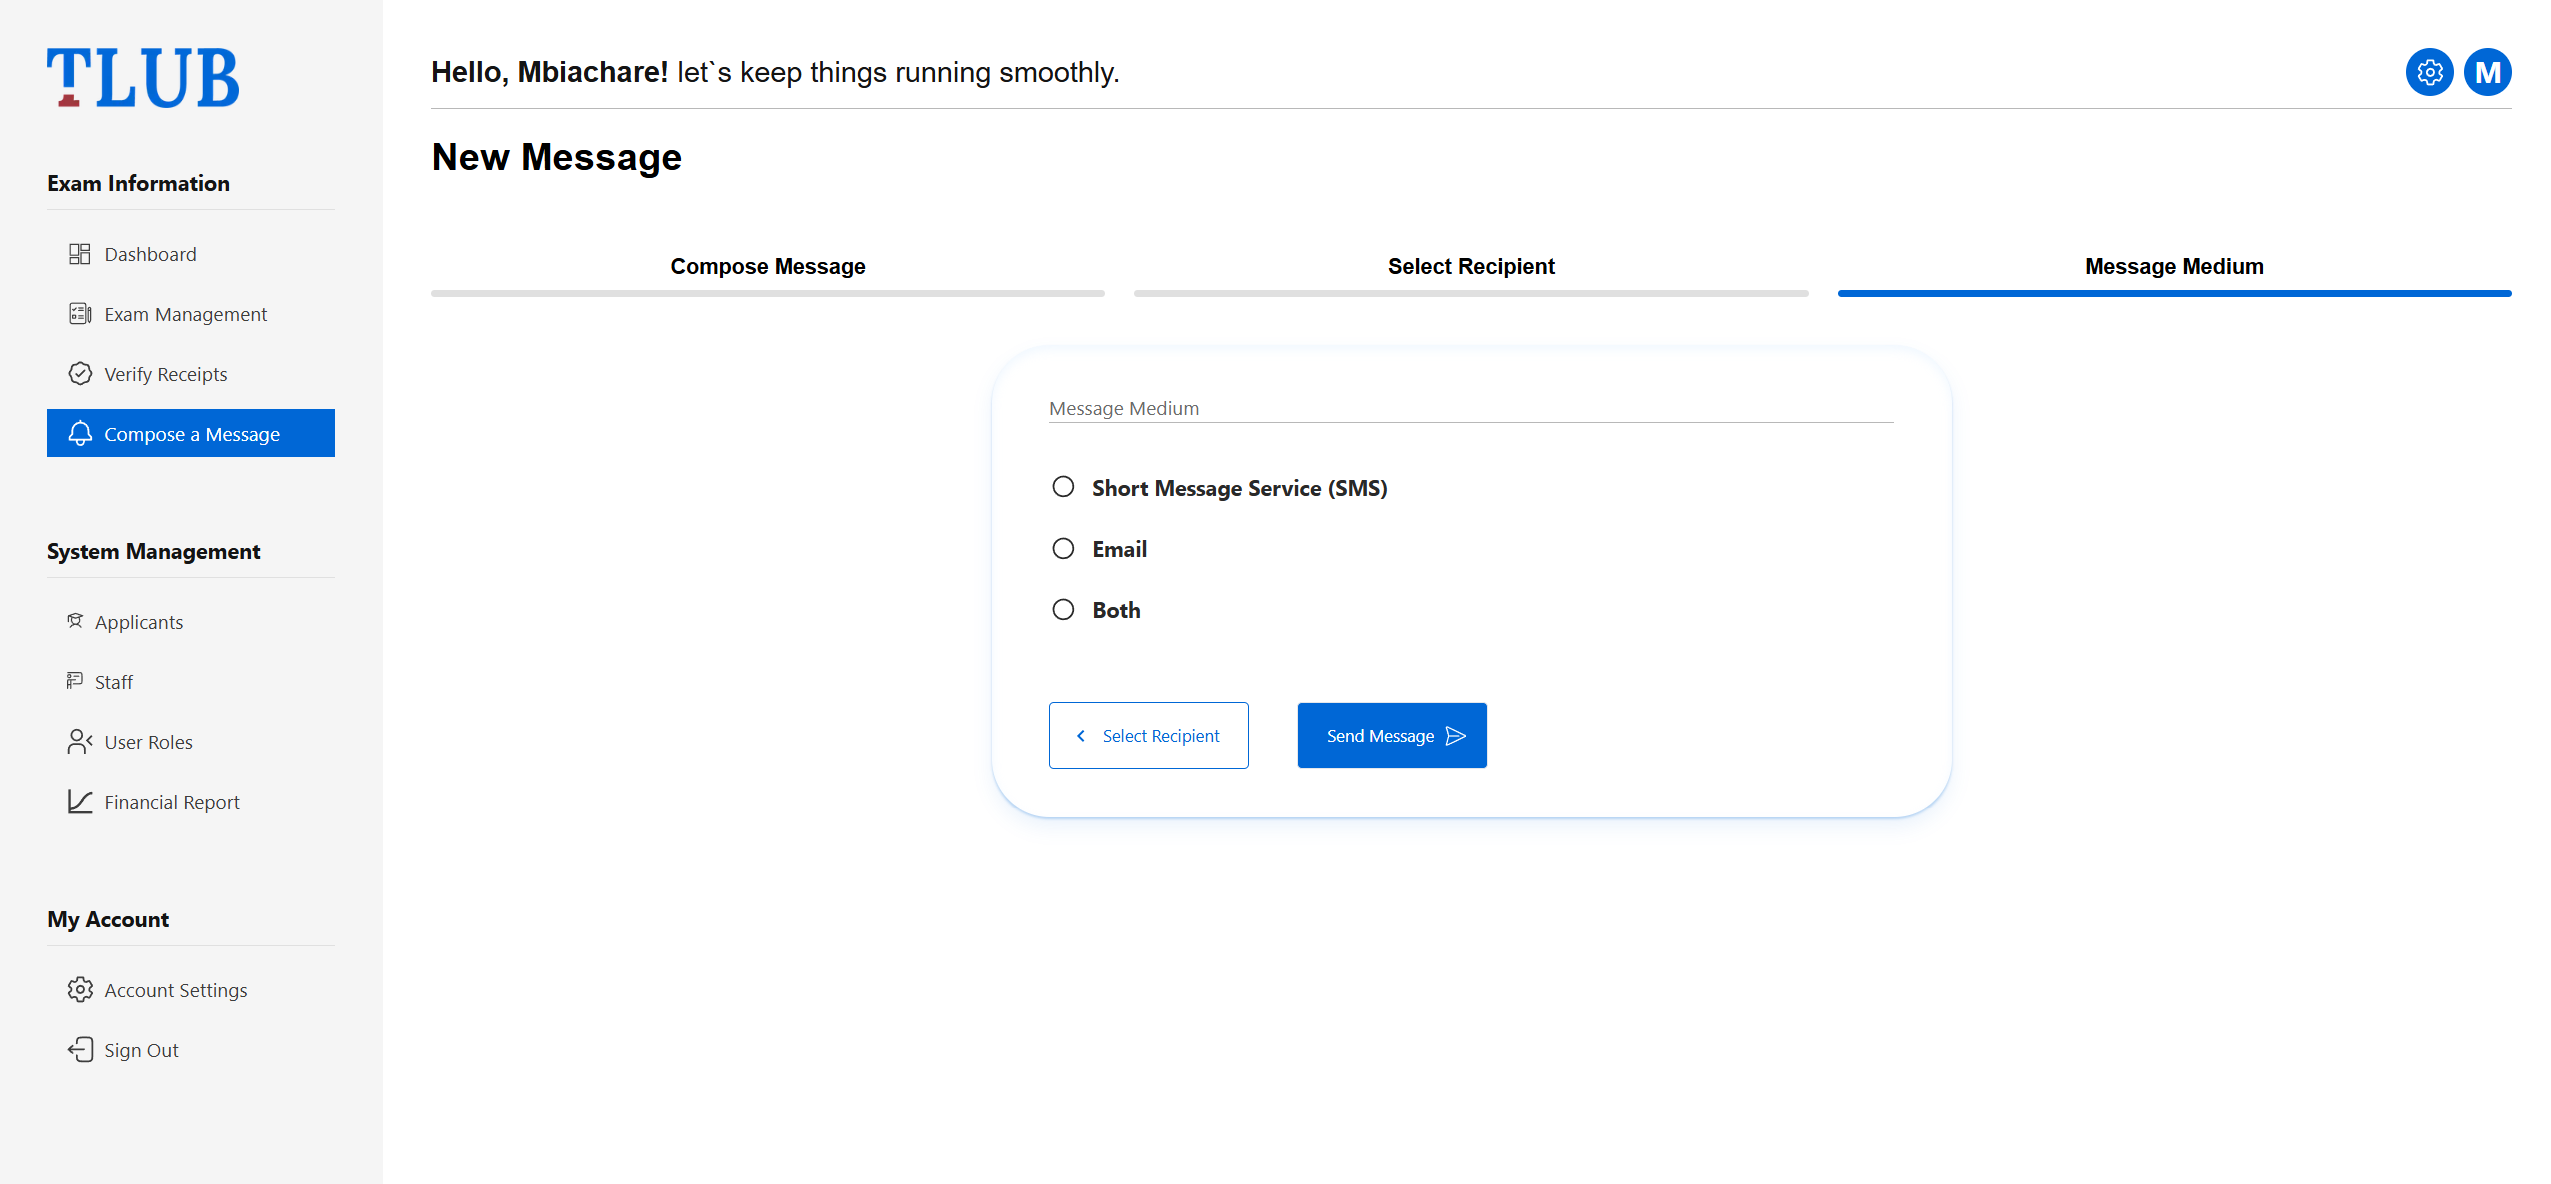 TLUB
Exam Information
Dashboard
Exam Management
Verify Receipts
Compose a Message
System Management
Applicants
Staff
User Roles
Financial Report
My Account
Account Settings
Sign Out
Hello, Mbiachare! let`s keep things running smoothly.
M
New Message
Compose Message
Select Recipient
Message Medium
Message Medium
Short Message Service (SMS)
Email
Both
Select Recipient
Send Message